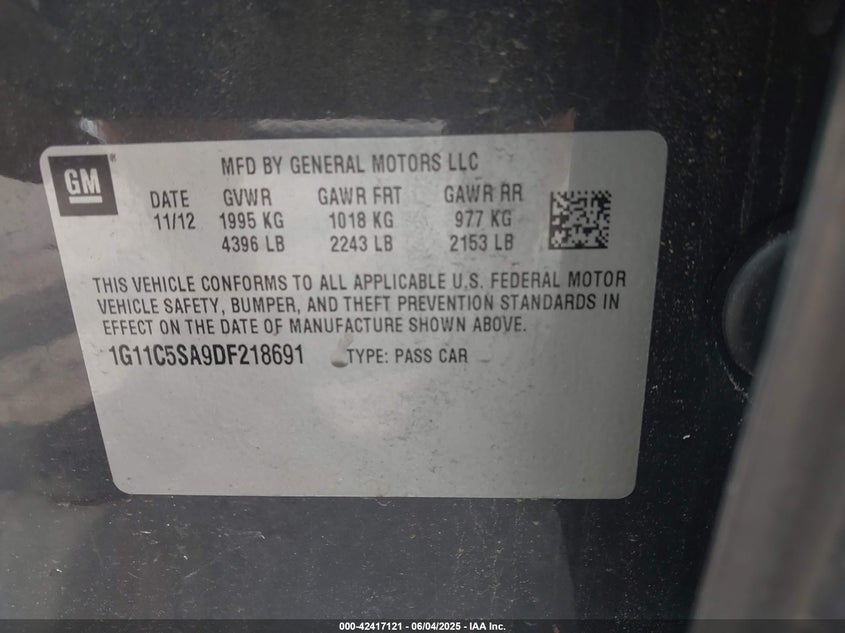 GM®
MFD BY GENERAL MOTORS LLC
DATE GVWR GAWR FRT GAWR RR
11/12 1995 KG 1018 KG 977 KG
4396 LB 2243 LB 2153 LB
THIS VEHICLE CONFORMS TO ALL APPLICABLE U.S. FEDERAL MOTOR
VEHICLE SAFETY, BUMPER, AND THEFT PREVENTION STANDARDS IN
EFFECT ON THE DATE OF MANUFACTURE SHOWN ABOVE.
1G11C5SA9DF218691 TYPE: PASS CAR
000-42417121 - 06/04/2025 - IAA Inc.